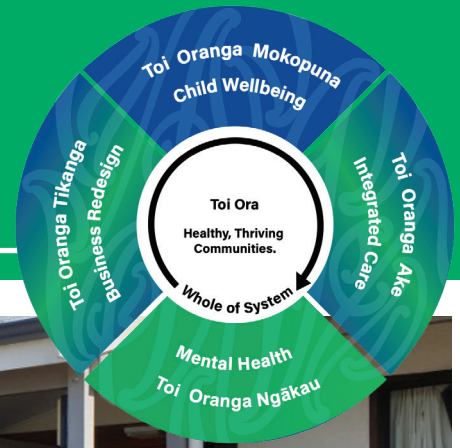 Toi Oranga Mokopuna
Child Wellbeing
Toi Oranga Ake
Integrated Care
Mental Health
Toi Oranga Ngākau
Toi Oranga Tikanga
Business Redesign
Toi Ora
Healthy, Thriving
Communities.
Whole of System